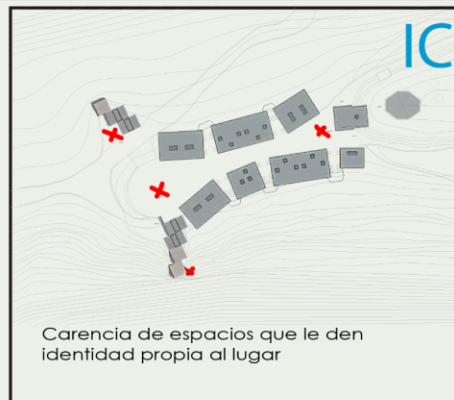 IC
Carencia de espacios que le den
identidad propia al lugar